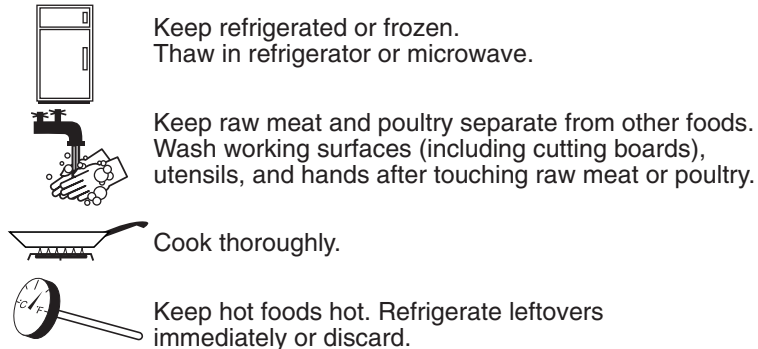 Keep refrigerated or frozen.
Thaw in refrigerator or microwave.
Keep raw meat and poultry separate from other foods.
Wash working surfaces (including cutting boards),
utensils, and hands after touching raw meat or poultry.
Cook thoroughly.
°C °F
Keep hot foods hot. Refrigerate leftovers
immediately or discard.